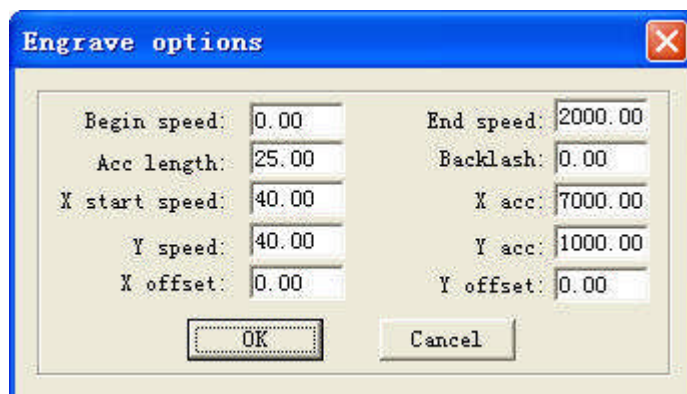 Engrave options
Begin speed: 0.00 End speed: 2000.00
Acc length: 25.00 Backlash: 0.00
X start speed: 40.00 X acc: 7000.00
Y speed: 40.00 Y acc: 1000.00
X offset: 0.00 Y offset: 0.00
OK Cancel